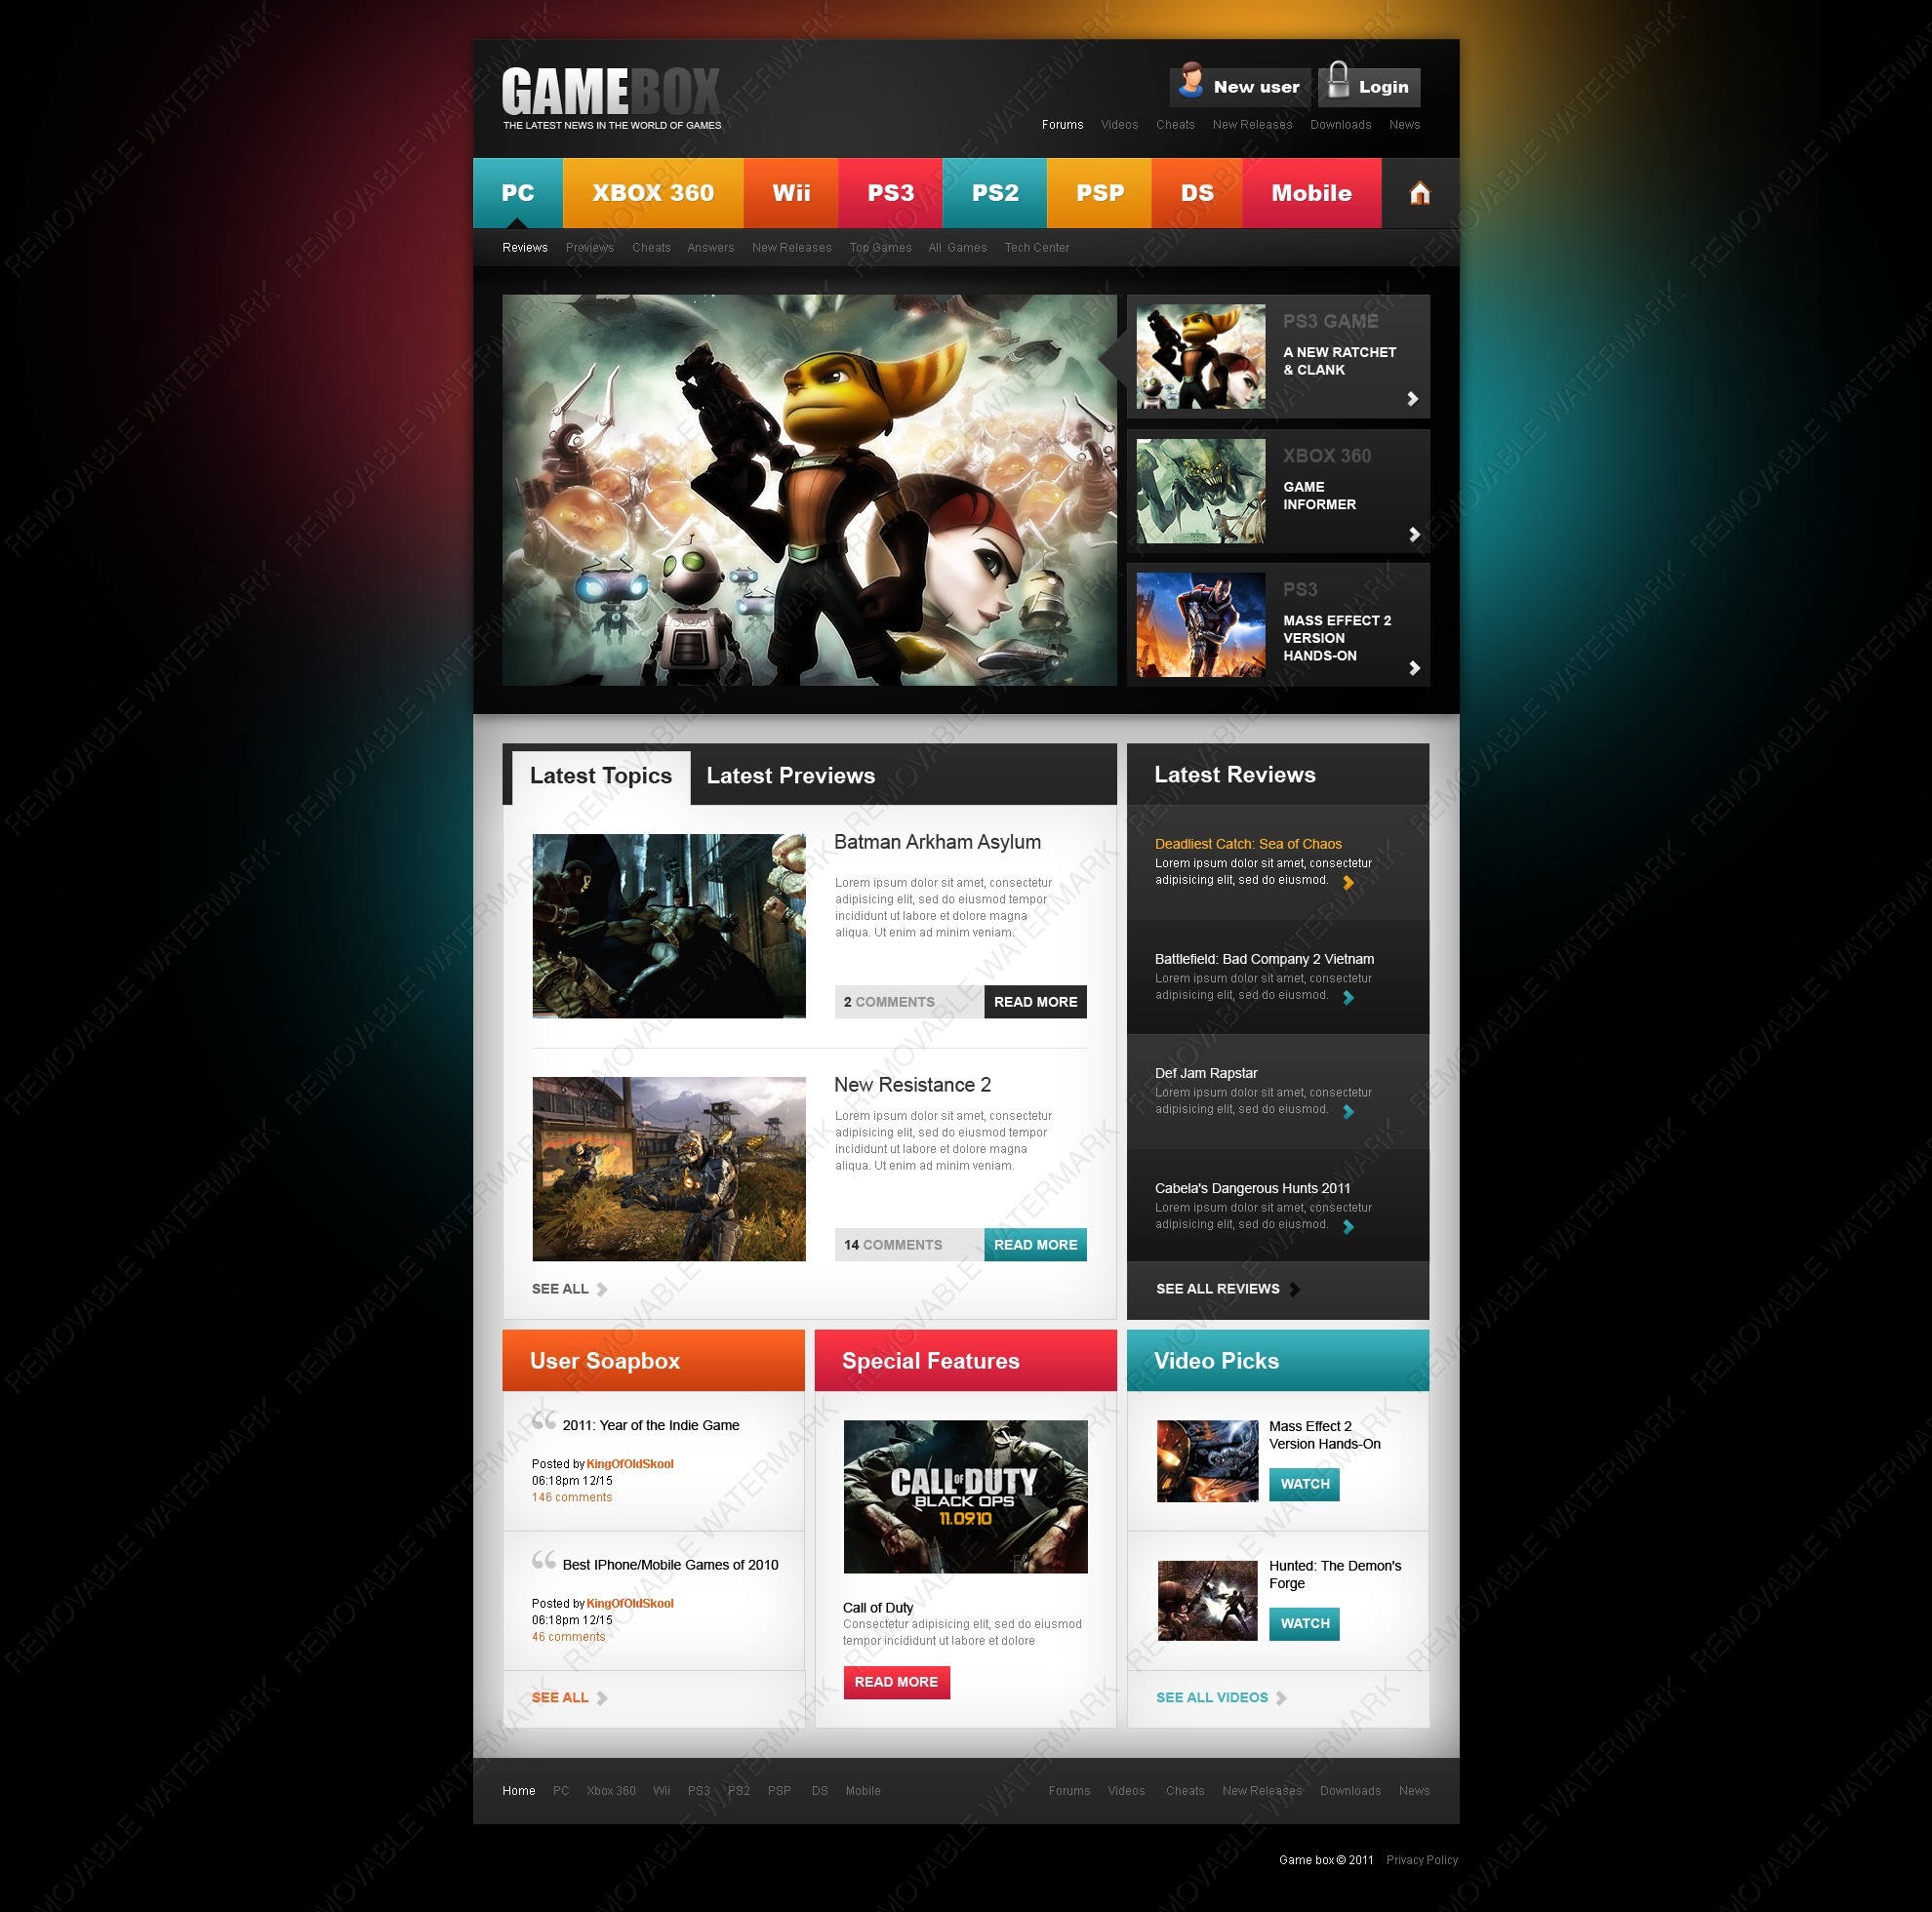 GAMEBOX
THE LATEST NEWS IN THE WORLD OF GAMES
New user
Login
Forums Videos Cheats New Releases Downloads News
PC XBOX 360 Wii PS3 PS2 PSP DS Mobile
Reviews Previews Cheats Answers New Releases Top Games All Games Tech Center
PS3 GAME
A NEW RATCHET
& CLANK
XBOX 360
GAME
INFORMER
PS3
MASS EFFECT 2
VERSION
HANDS-ON
Latest Topics
Latest Previews
Batman Arkham Asylum
Lorem ipsum dolor sit amet, consectetur
adipisicing elit, sed do eiusmod tempor
incididunt ut labore et dolore magna
aliqua. Ut enim ad minim veniam.
2 COMMENTS
READ MORE
New Resistance 2
Lorem ipsum dolor sit amet, consectetur
adipisicing elit, sed do eiusmod tempor
incididunt ut labore et dolore magna
aliqua. Ut enim ad minim veniam.
14 COMMENTS
READ MORE
SEE ALL
Latest Reviews
Deadliest Catch: Sea of Chaos
Lorem ipsum dolor sit amet, consectetur
adipisicing elit, sed do eiusmod.
Battlefield: Bad Company 2 Vietnam
Lorem ipsum dolor sit amet, consectetur
adipisicing elit, sed do eiusmod.
Def Jam Rapstar
Lorem ipsum dolor sit amet, consectetur
adipisicing elit, sed do eiusmod.
Cabela's Dangerous Hunts 2011
Lorem ipsum dolor sit amet, consectetur
adipisicing elit, sed do eiusmod.
SEE ALL REVIEWS
User Soapbox
2011: Year of the Indie Game
Posted by KingOfOldSkool
06:18pm 12/15
146 comments
Best IPhone/Mobile Games of 2010
Posted by KingOfOldSkool
06:18pm 12/15
46 comments
SEE ALL
Special Features
CALL OF DUTY
BLACK OPS
11.09.10
Call of Duty
Consectetur adipisicing elit, sed do eiusmod
tempor incididunt ut labore et dolore
READ MORE
Video Picks
Mass Effect 2
Version Hands-On
WATCH
Hunted: The Demon's
Forge
WATCH
SEE ALL VIDEOS
Home PC Xbox 360 Wii PS3 PS2 PSP DS Mobile
Forums Videos Cheats New Releases Downloads News
Game box © 2011 Privacy Policy
REMOVABLE WATERMARK